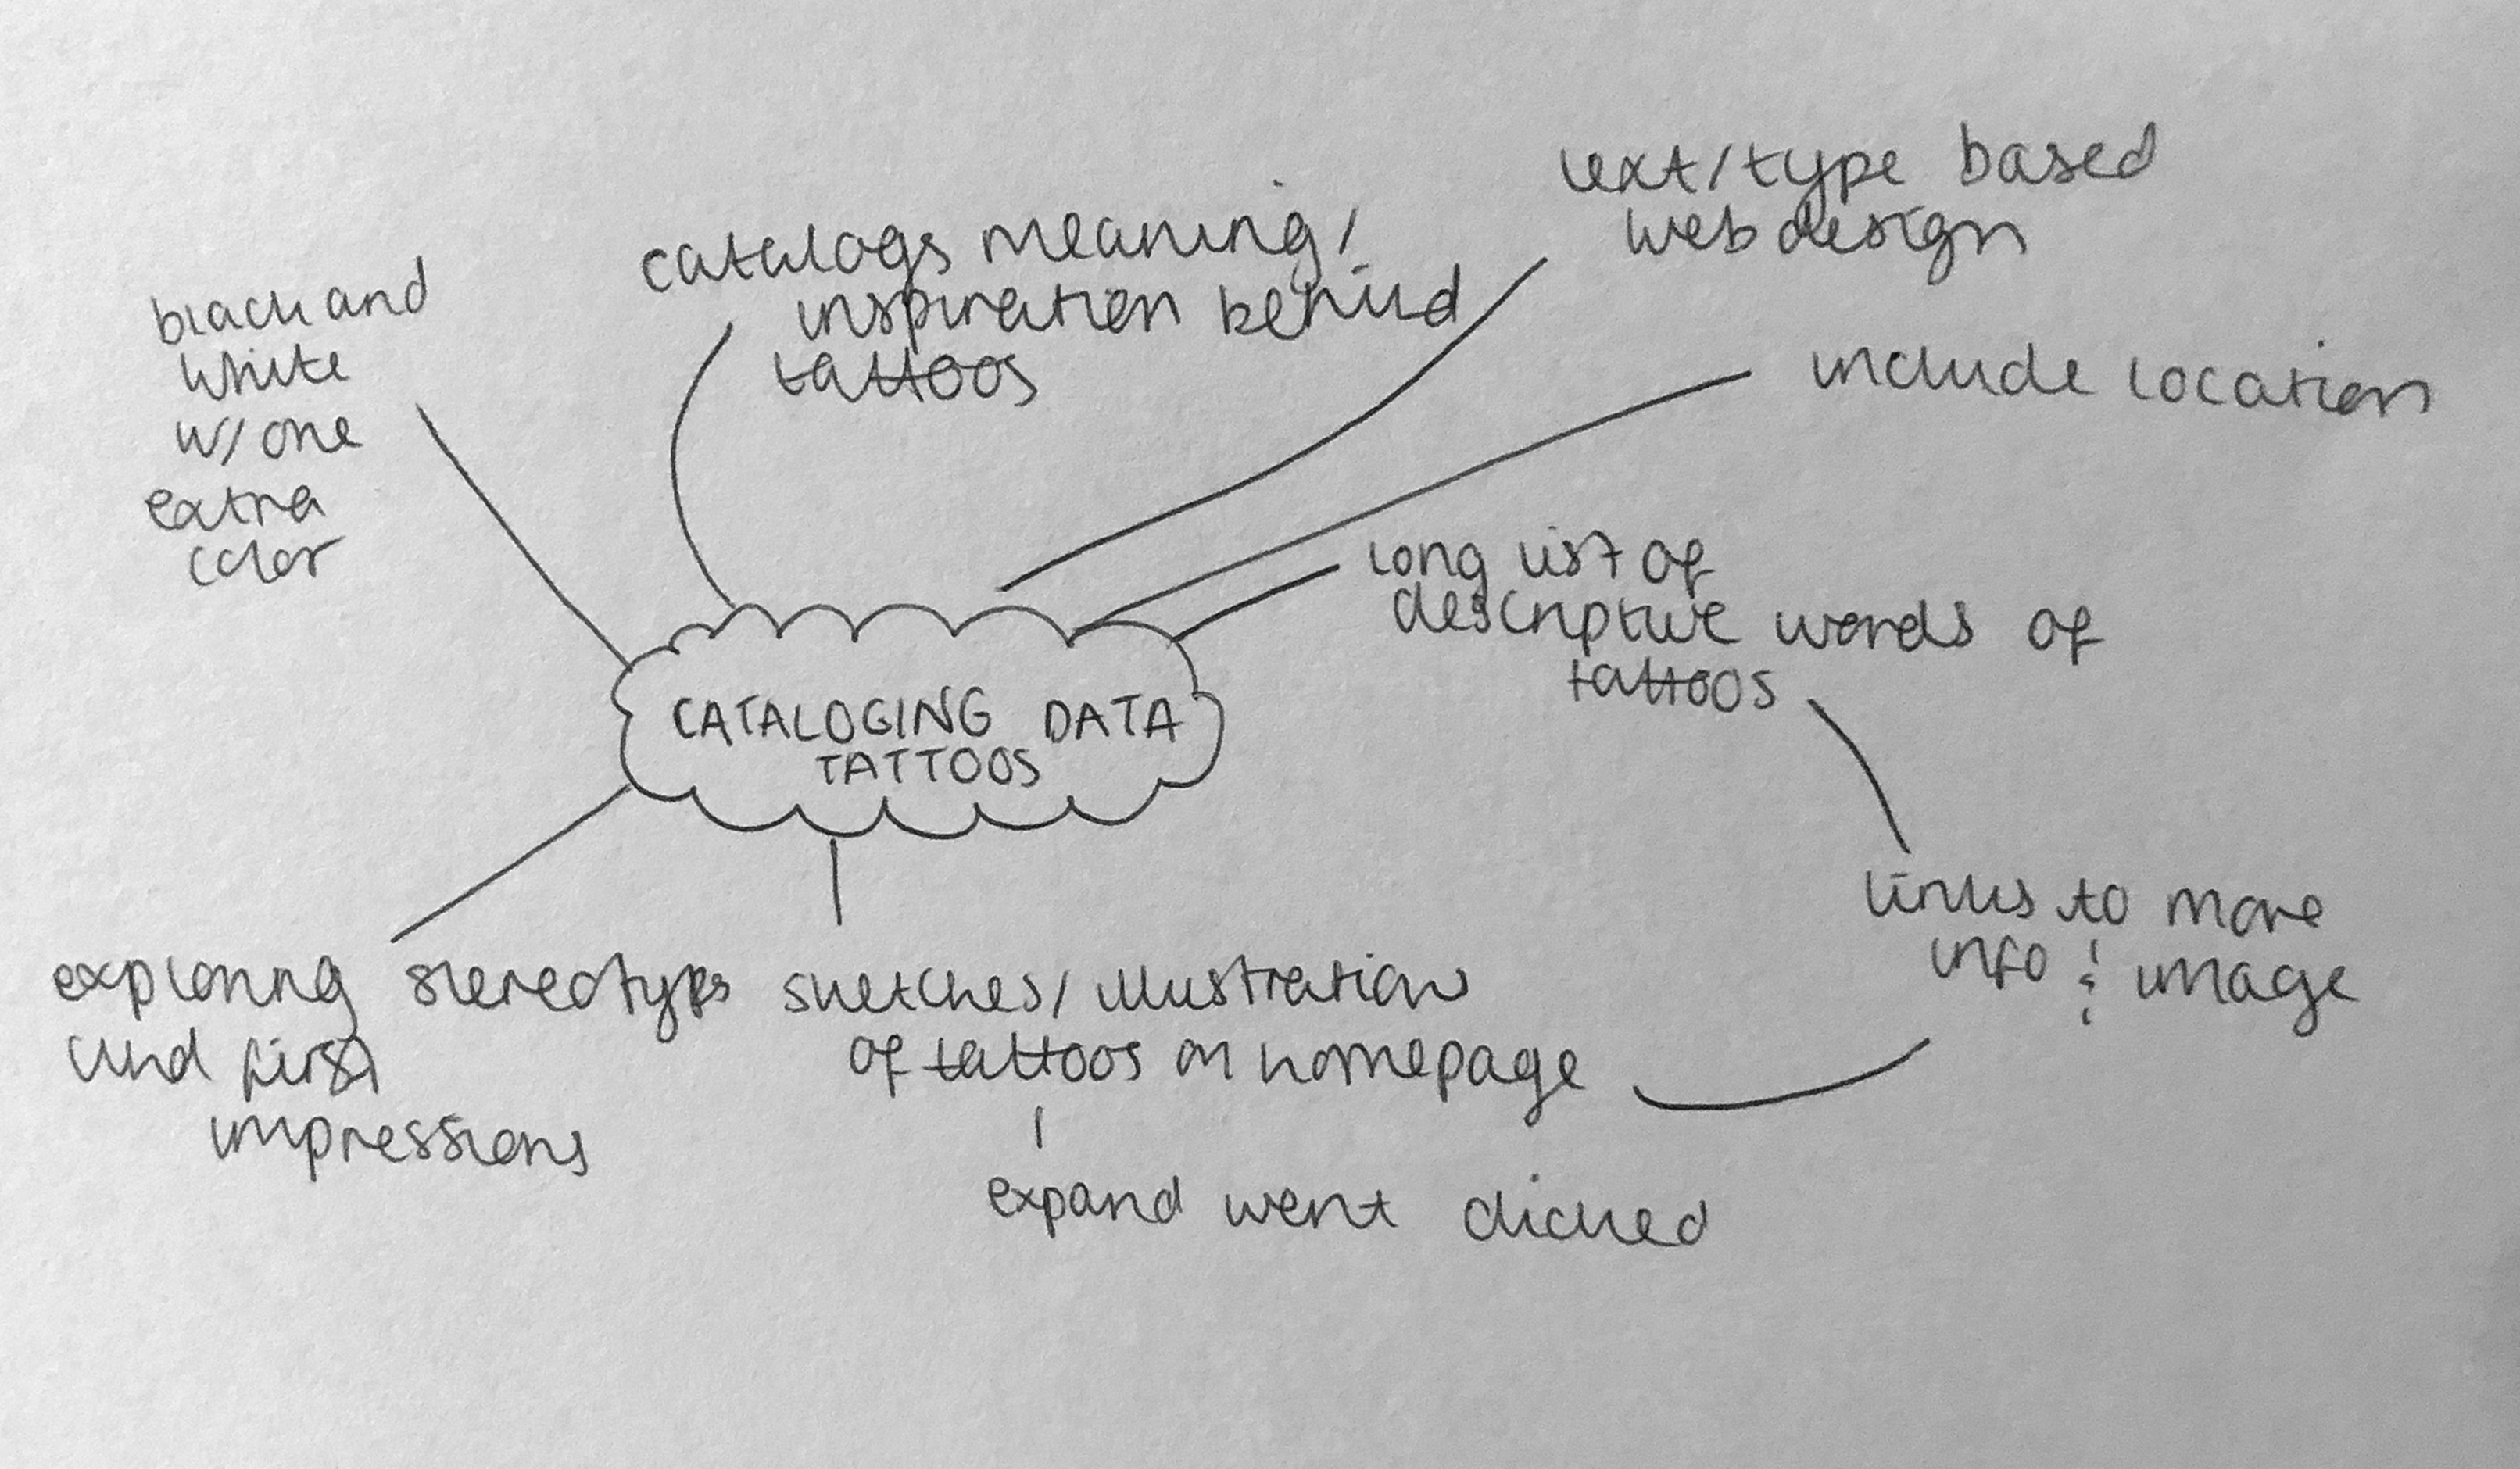 text/type based
web design
catalogs meaning/
inspiration behind
tattoos
black and
white
w/ one
extra
color
include location
long list of
descriptive words of
tattoos
CATALOGING DATA
TATTOOS
links to more
info & image
exploring stereotypes
and first
impressions
sketches/illustrations
of tattoos on homepage
expand went clicked